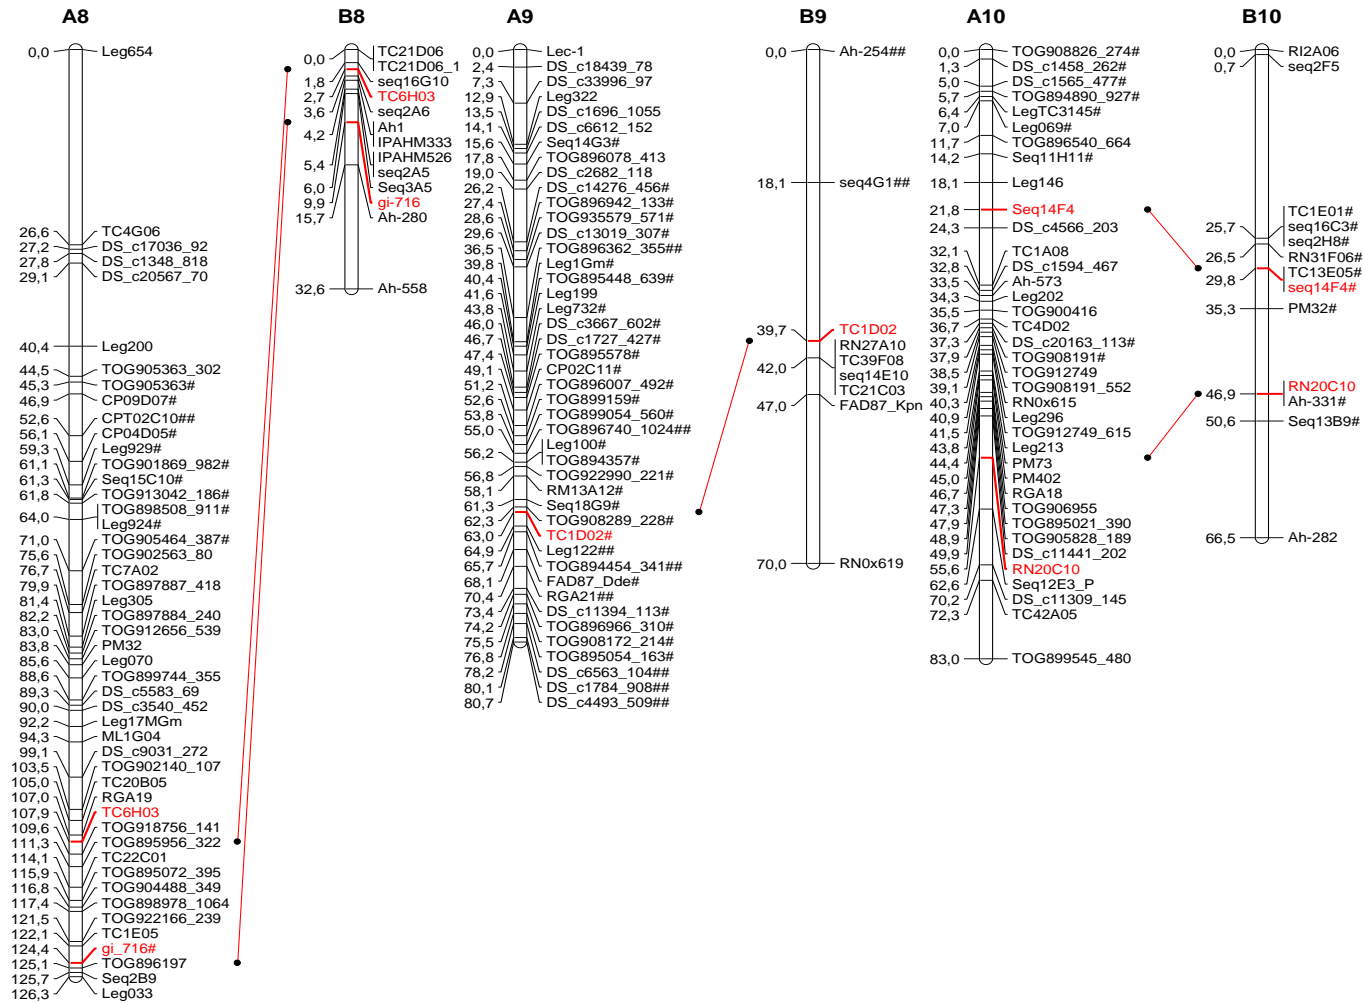 A8
0,0 Leg654
26,6 TC4G06
27,2 DS_c17036_92
27,8 DS_c1348_818
29,1 DS_c20567_70
40,4 Leg200
44,5 TOG905363_302
45,3 TOG905363#
46,9 CP09D07#
52,6 CPT02C10##
56,1 CP04D05#
59,3 Leg929#
61,1 TOG901869_982#
61,3 Seq15C10#
61,8 TOG913042_186#
TOG898508_911#
64,0 Leg924#
71,0 TOG905464_387#
75,6 TOG902563_80
76,7 TC7A02
79,9 TOG897887_418
81,4 Leg305
82,2 TOG897884_240
83,0 TOG912656_539
83,8 PM32
85,6 Leg070
88,6 TOG899744_355
89,3 DS_c5583_69
90,0 DS_c3540_452
92,2 Leg17MGm
94,3 ML1G04
99,1 DS_c9031_272
103,5 TOG902140_107
105,0 TC20B05
107,0 RGA19
107,9 TC6H03
109,6 TOG918756_141
111,3 TOG895956_322
114,1 TC22C01
115,9 TOG895072_395
116,8 TOG904488_349
117,4 TOG898978_1064
121,5 TOG922166_239
122,1 TC1E05
124,4 gi_716#
125,1 TOG896197
125,7 Seq2B9
126,3 Leg033
B8
0,0 TC21D06
TC21D06_1
1,8 seq16G10
2,7 TC6H03
3,6 seq2A6
4,2 Ah1
IPAHM333
5,4 IPAHM526
seq2A5
6,0 Seq3A5
9,9 gi-716
15,7 Ah-280
32,6 Ah-558
A9
0,0 Lec-1
2,4 DS_c18439_78
7,3 DS_c33996_97
12,9 Leg322
13,5 DS_c1696_1055
14,1 DS_c6612_152
15,6 Seq14G3#
17,8 TOG896078_413
19,0 DS_c2682_118
26,2 DS_c14276_456#
27,4 TOG896942_133#
28,6 TOG935579_571#
29,6 DS_c13019_307#
36,5 TOG896362_355##
39,8 Leg1Gm#
40,4 TOG895448_639#
41,6 Leg199
43,8 Leg732#
46,0 DS_c3667_602#
46,7 DS_c1727_427#
47,4 TOG895578#
49,1 CP02C11#
51,2 TOG896007_492#
52,6 TOG899159#
53,8 TOG899054_560#
55,0 TOG896740_1024##
56,2 Leg100#
TOG894357#
56,8 TOG922990_221#
58,1 RM13A12#
61,3 Seq18G9#
62,3 TOG908289_228#
63,0 TC1D02#
64,9 Leg122##
65,7 TOG894454_341##
68,1 FAD87_Dde#
70,4 RGA21##
73,4 DS_c11394_113#
74,2 TOG896966_310#
75,5 TOG908172_214#
76,8 TOG895054_163#
78,2 DS_c6563_104##
80,1 DS_c1784_908##
80,7 DS_c4493_509##
B9
0,0 Ah-254##
18,1 seq4G1##
39,7 TC1D02
RN27A10
42,0 TC39F08
seq14E10
TC21C03
47,0 FAD87_Kpn
70,0 RN0x619
A10
0,0 TOG908826_274#
1,3 DS_c1458_262#
5,0 DS_c1565_477#
5,7 TOG894890_927#
6,4 LegTC3145#
7,0 Leg069#
11,7 TOG896540_664
14,2 Seq11H11#
18,1 Leg146
21,8 Seq14F4
24,3 DS_c4566_203
32,1 TC1A08
32,8 DS_c1594_467
33,5 Ah-573
34,3 Leg202
35,5 TOG900416
36,7 TC4D02
37,3 DS_c20163_113#
37,9 TOG908191#
38,5 TOG912749
39,1 TOG908191_552
40,3 RN0x615
40,9 Leg296
41,5 TOG912749_615
43,8 Leg213
44,4 PM73
45,0 PM402
46,7 RGA18
47,3 TOG906955
47,9 TOG895021_390
48,9 TOG905828_189
49,9 DS_c11441_202
55,6 RN20C10
62,6 Seq12E3_P
70,2 DS_c11309_145
72,3 TC42A05
83,0 TOG899545_480
B10
0,0 RI2A06
0,7 seq2F5
TC1E01#
25,7 seq16C3#
seq2H8#
26,5 RN31F06#
29,8 TC13E05#
seq14F4#
35,3 PM32#
46,9 RN20C10
Ah-331#
50,6 Seq13B9#
66,5 Ah-282